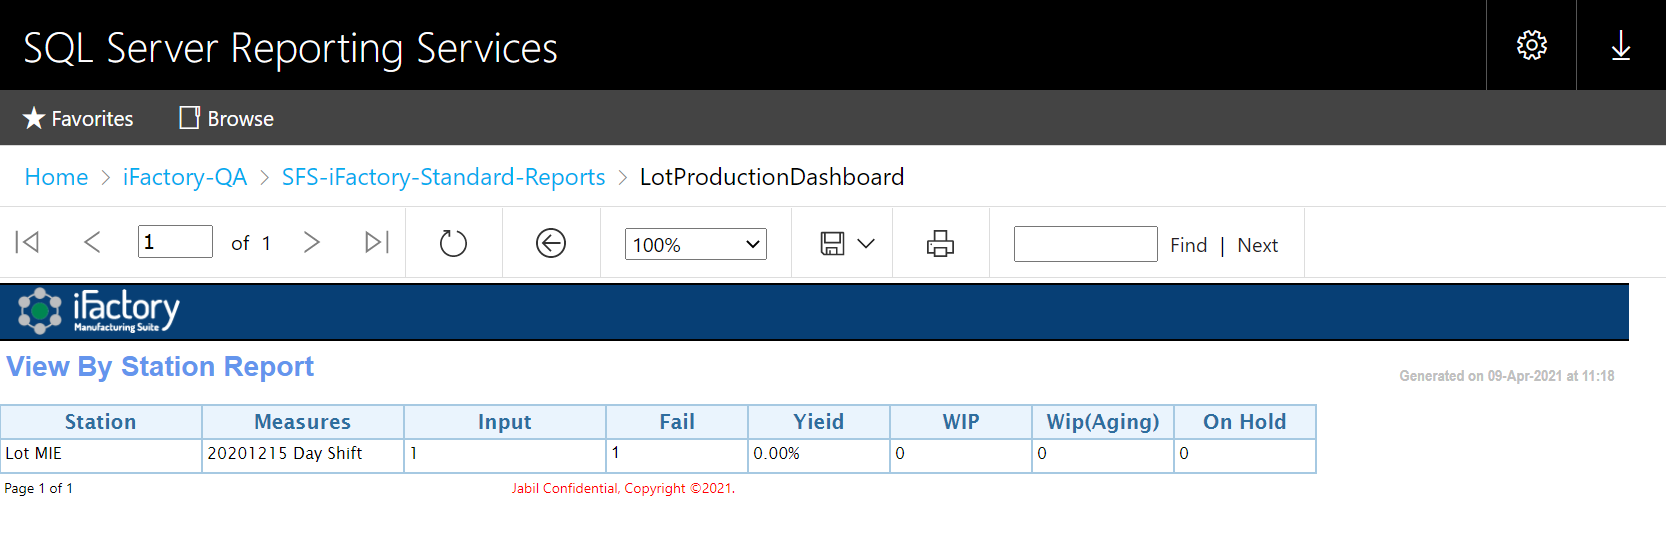 SQL Server Reporting Services
Favorites Browse
Home > iFactory-QA > SFS-iFactory-Standard-Reports > LotProductionDashboard
1 of 1 100% Find | Next
iFactory
Manufacturing Suite
View By Station Report
Generated on 09-Apr-2021 at 11:18
Station Measures Input Fail Yieid WIP Wip(Aging) On Hold
Lot MIE 20201215 Day Shift 1 1 0.00% 0 0 0
Page 1 of 1 Jabil Confidential, Copyright ©2021.